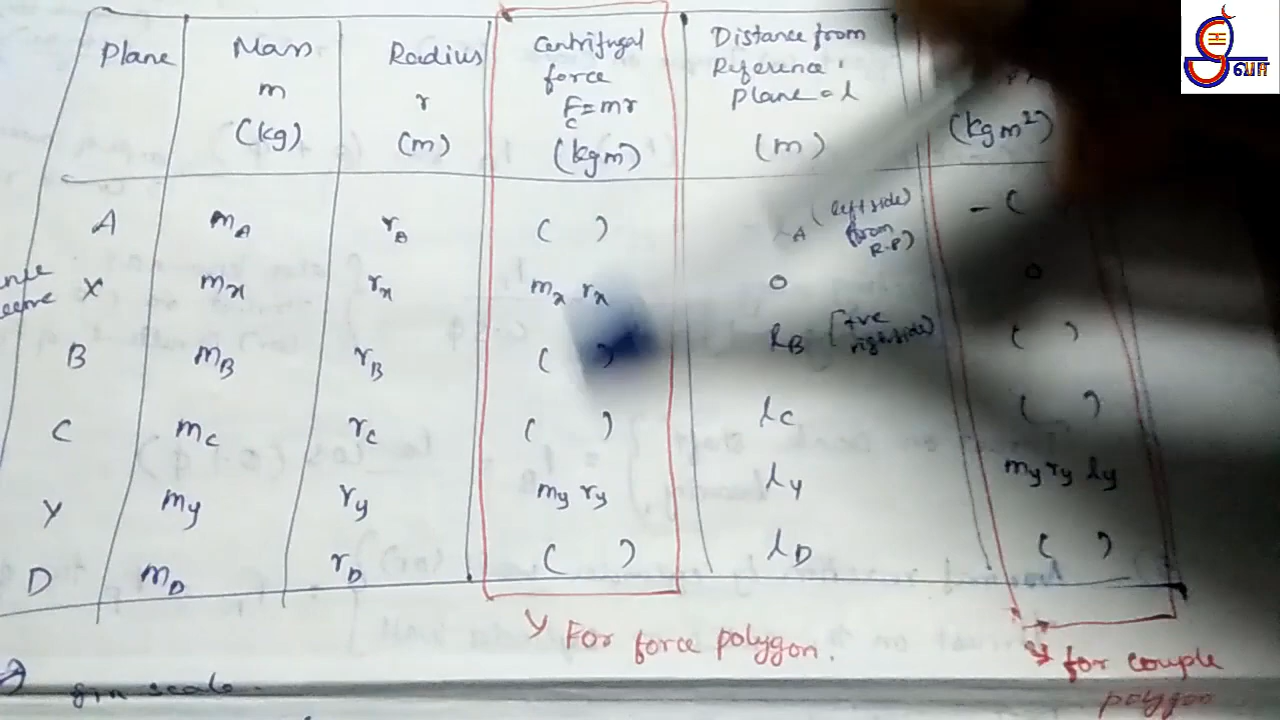 Plane Mass m (kg) Radius r (m) Centrifugal force Fc = mr (kgm) Distance from Reference plane = l (m) (kgm²)
A mA rA ( ) A (left side from R.P) - (
X mx rx mx rx 0 0
B mB rB ( ) lB (+ve right side) ( )
C mC rC ( ) lC ( )
Y my ry my ry ly my ry ly
D mD rD ( ) lD ( )
For force polygon.
for couple polygon
scale.
வா